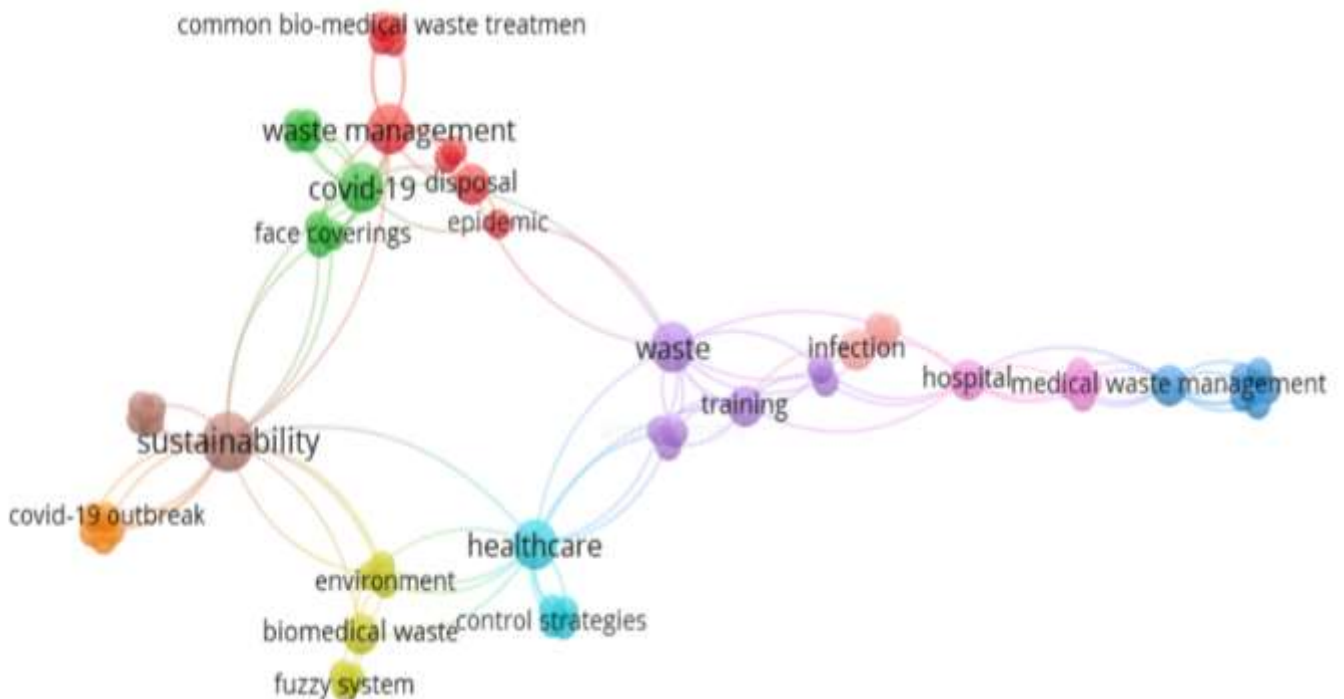 common bio-medical waste treatmen
waste management
covid-19
disposal
face coverings
epidemic
waste
infection
hospital
medical waste management
training
sustainability
covid-19 outbreak
healthcare
environment
control strategies
biomedical waste
fuzzy system